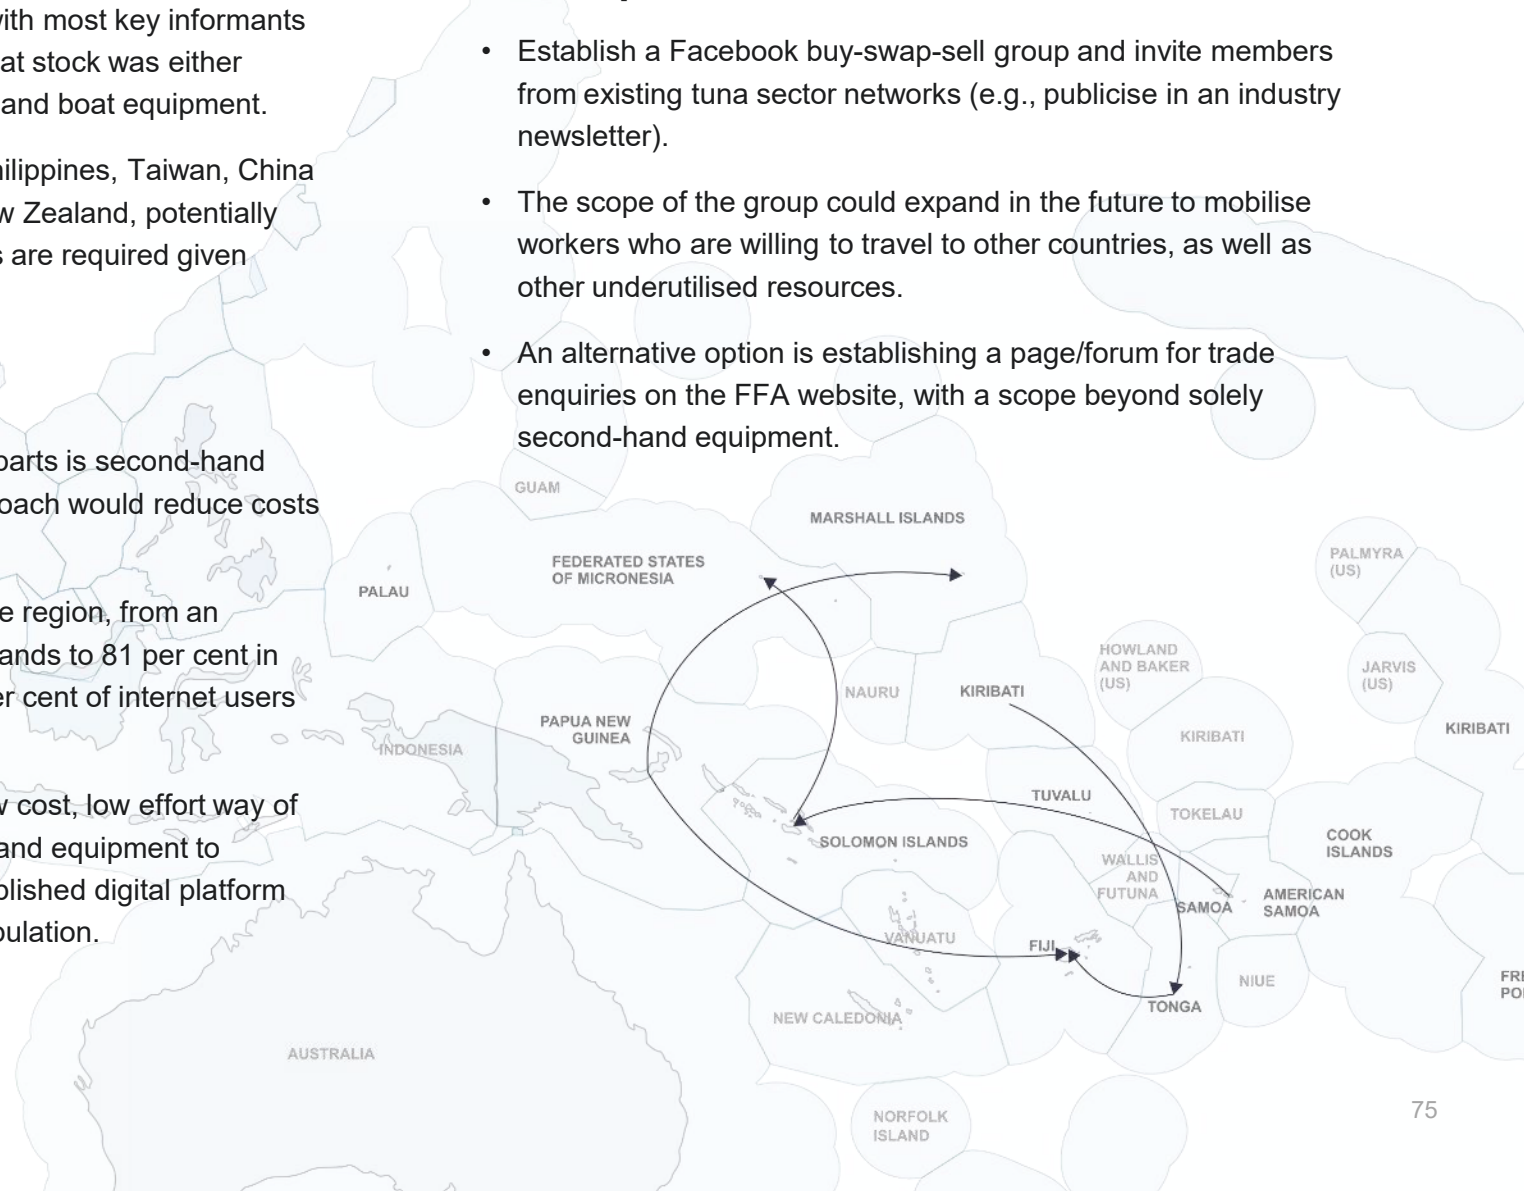 with most key informants
at stock was either
and boat equipment.
Philippines, Taiwan, China
New Zealand, potentially
s are required given
parts is second-hand
roach would reduce costs
e region, from an
ands to 81 per cent in
er cent of internet users
w cost, low effort way of
and equipment to
blished digital platform
pulation.
• Establish a Facebook buy-swap-sell group and invite members
from existing tuna sector networks (e.g., publicise in an industry
newsletter).
• The scope of the group could expand in the future to mobilise
workers who are willing to travel to other countries, as well as
other underutilised resources.
• An alternative option is establishing a page/forum for trade
enquiries on the FFA website, with a scope beyond solely
second-hand equipment.
GUAM
MARSHALL ISLANDS
FEDERATED STATES
OF MICRONESIA
PALAU
PALMYRA
(US)
HOWLAND
AND BAKER
(US)
JARVIS
(US)
NAURU
KIRIBATI
PAPUA NEW
GUINEA
INDONESIA
KIRIBATI
KIRIBATI
TUVALU
TOKELAU
SOLOMON ISLANDS
COOK
ISLANDS
WALLIS
AND
FUTUNA
SAMOA
AMERICAN
SAMOA
VANUATU
FIJI
NIUE
TONGA
NEW CALEDONIA
AUSTRALIA
NORFOLK
ISLAND
75